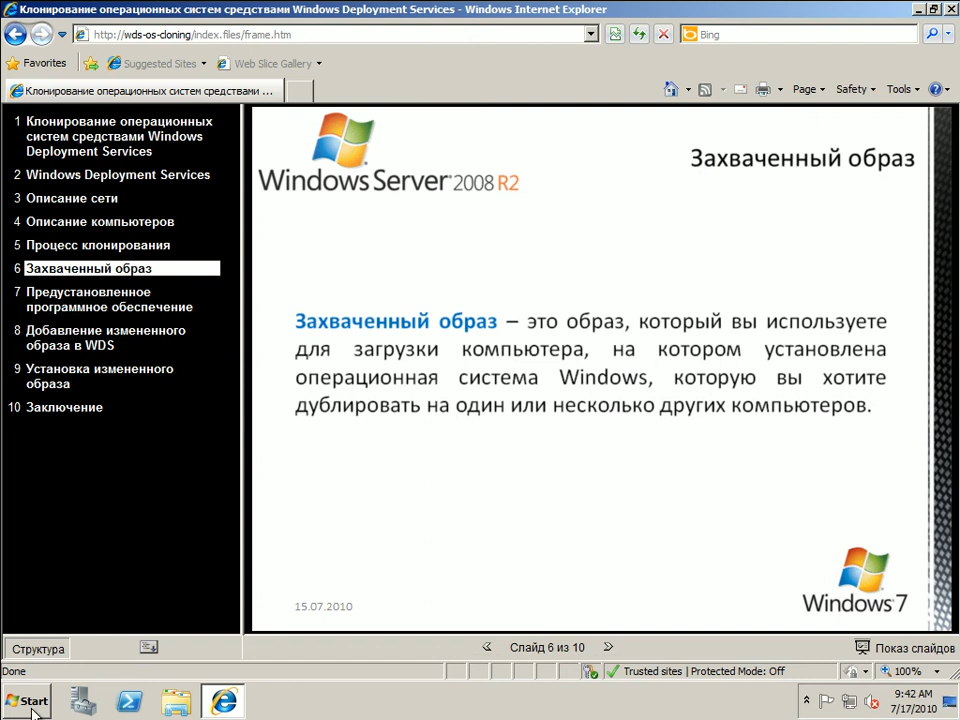 Клонирование операционных систем средствами Windows Deployment Services - Windows Internet Explorer
http://wds-os-cloning/index.files/frame.htm
Bing
Favorites
Suggested Sites
Web Slice Gallery
Клонирование операционных систем средствами ...
Page
Safety
Tools
1 Клонирование операционных
систем средствами Windows
Deployment Services
2 Windows Deployment Services
3 Описание сети
4 Описание компьютеров
5 Процесс клонирования
6 Захваченный образ
7 Предустановленное
программное обеспечение
8 Добавление измененного
образа в WDS
9 Установка измененного
образа
10 Заключение
Windows Server 2008 R2
Захваченный образ
Захваченный образ – это образ, который вы используете
для загрузки компьютера, на котором установлена
операционная система Windows, которую вы хотите
дублировать на один или несколько других компьютеров.
15.07.2010
Windows 7
Структура
Слайд 6 из 10
Показ слайдов
Done
Trusted sites | Protected Mode: Off
100%
Start
9:42 AM
7/17/2010